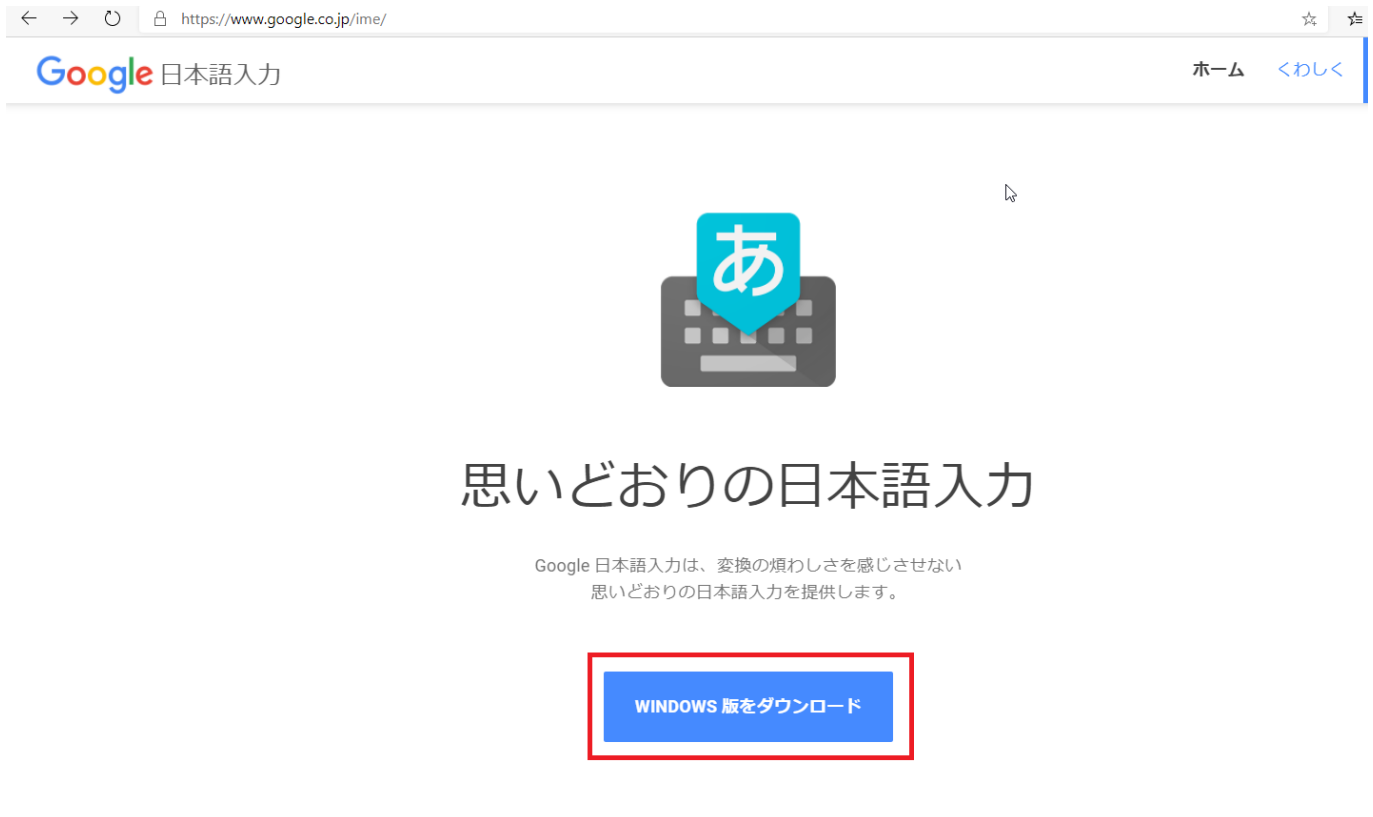 https://www.google.co.jp/ime/
Google 日本語入力
ホーム くわしく
あ
思いどおりの日本語入力
Google 日本語入力は、変換の煩わしさを感じさせない
思いどおりの日本語入力を提供します。
WINDOWS 版をダウンロード